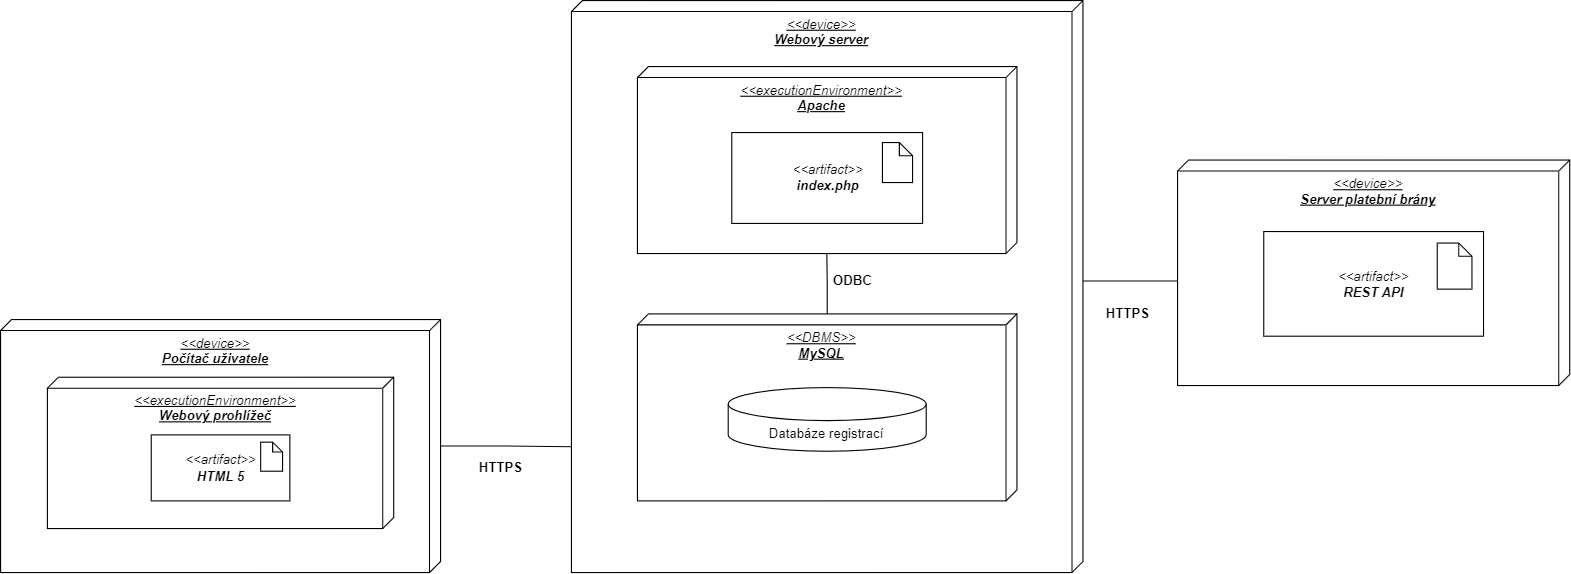 <<device>>
Webový server
<<executionEnvironment>>
Apache
<<artifact>>
index.php
ODBC
<<DBMS>>
MySQL
Databáze registrací
<<device>>
Počítač uživatele
<<executionEnvironment>>
Webový prohlížeč
<<artifact>>
HTML 5
HTTPS
HTTPS
<<device>>
Server platební brány
<<artifact>>
REST API